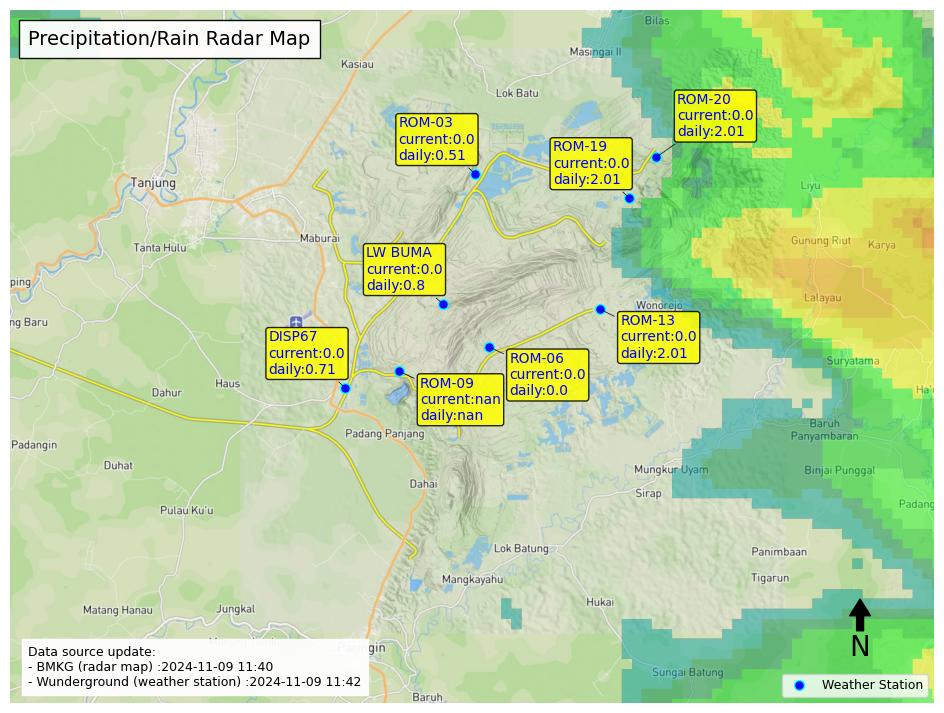 Precipitation/Rain Radar Map
Bilas
Masingai II
Kasiau
Lok Batu
ROM-20
current:0.0
daily:2.01
ROM-03
current:0.0
daily:0.51
ROM-19
current:0.0
daily:2.01
Tanjung
Liyu
Maburai
Tanta Hulu
Gunung Riut
Karya
LW BUMA
current:0.0
daily:0.8
ping
Lalayau
Wonorejo
ng Baru
ROM-13
current:0.0
daily:2.01
DISP67
current:0.0
daily:0.71
ROM-06
current:0.0
daily:0.0
Suryatama
Haus
Dahur
ROM-09
current:nan
daily:nan
Ha'u
Baruh
Panyambaran
Padang Panjang
Padangin
Duhat
Mungkur Uyam
Binjai Punggal
Dahai
Sirap
Padang
Pulau Ku'u
Lok Batung
Panimbaan
Mangkayahu
Tigarun
Hukai
Matang Hanau
Jungkal
N
Data source update:
- BMKG (radar map) :2024-11-09 11:40
- Wunderground (weather station) :2024-11-09 11:42
Sungai Batung
Weather Station
Baruh